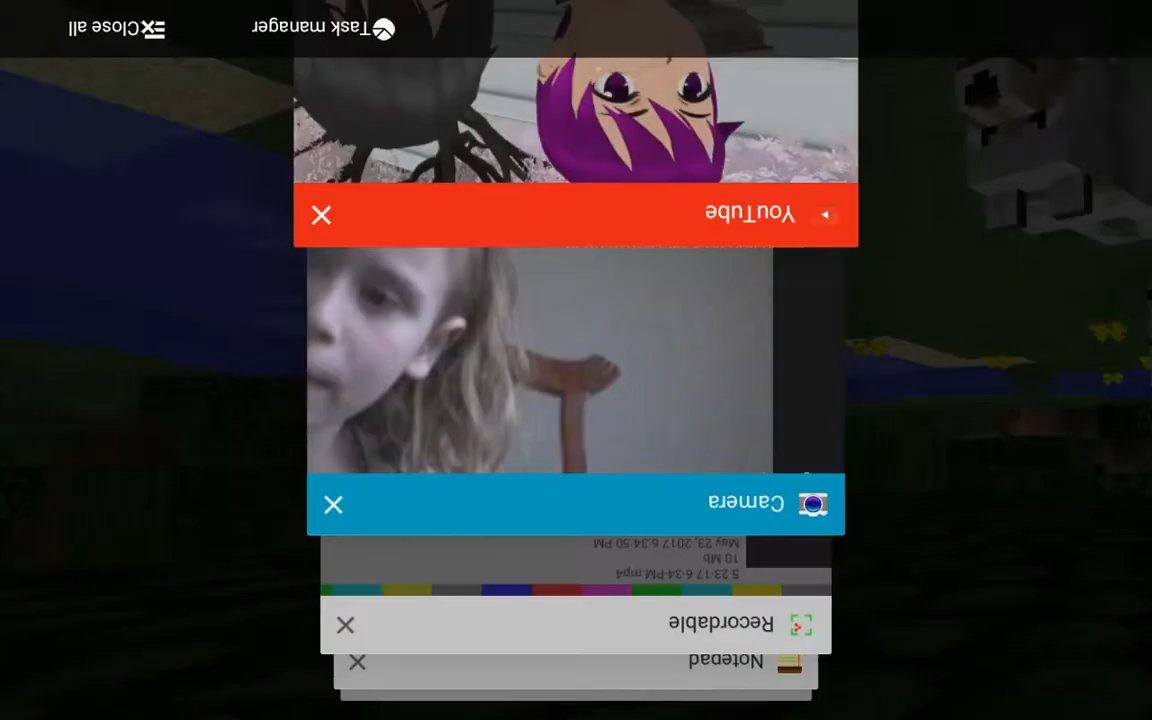 Notepad
Recordable
5-23-17-6-34-PM.mp4
10 Mb
May 23, 2017 6:34:50 PM
Camera
YouTube
Task manager
Close all